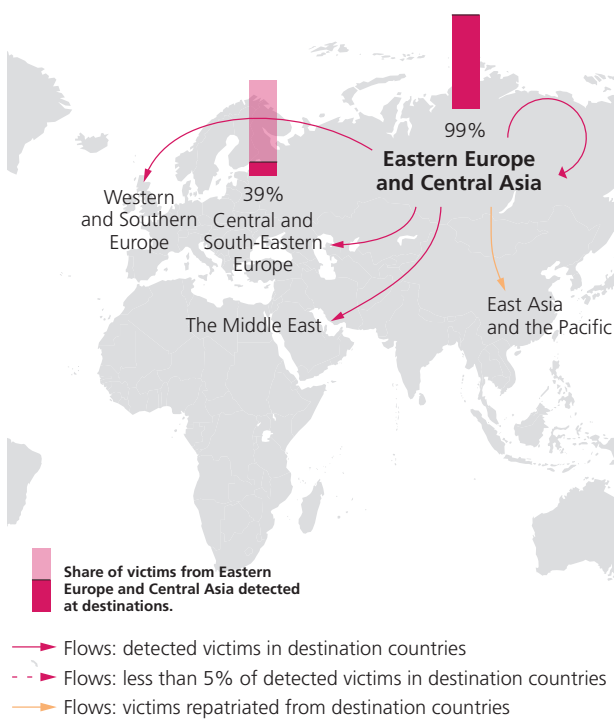 99%
Eastern Europe
and Central Asia
Western
and Southern
Europe
39%
Central and
South-Eastern
Europe
The Middle East
East Asia
and the Pacific
Share of victims from Eastern
Europe and Central Asia detected
at destinations.
Flows: detected victims in destination countries
Flows: less than 5% of detected victims in destination countries
Flows: victims repatriated from destination countries